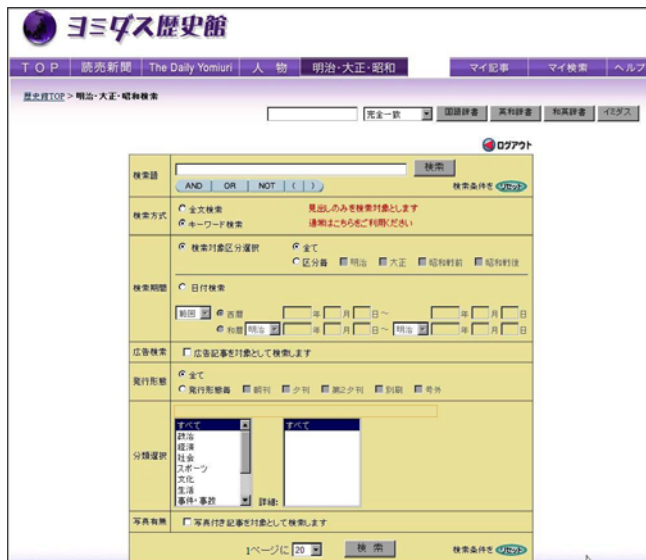 ヨミダス歴史館
TOP 読売新聞 The Daily Yomiuri 人物 明治・大正・昭和 マイ記事 マイ検索 ヘルプ
歴史館TOP > 明治・大正・昭和検索
完全一致 国語辞書 英和辞書 和英辞書 イミダス
ログアウト
検索語 検索
AND OR NOT ( ) 検索条件を リセット
検索方式 全文検索 見出しのみを検索対象とします
キーワード検索 通常はこちらをご利用ください
検索期間 検索対象区分選択 全て
区分毎 明治 大正 昭和戦前 昭和戦後
日付検索
範囲 西暦 年 月 日～ 年 月 日
和暦 明治 年 月 日～ 明治 年 月 日
広告検索 広告記事を対象として検索します
発行形態 全て
発行形態毎 朝刊 夕刊 第2夕刊 別刷 号外
分類選択 すべて すべて
政治
経済
社会
スポーツ
文化
生活
事件・事故 詳細:
写真有無 写真付き記事を対象として検索します
1ページに 20 検索 検索条件を リセット